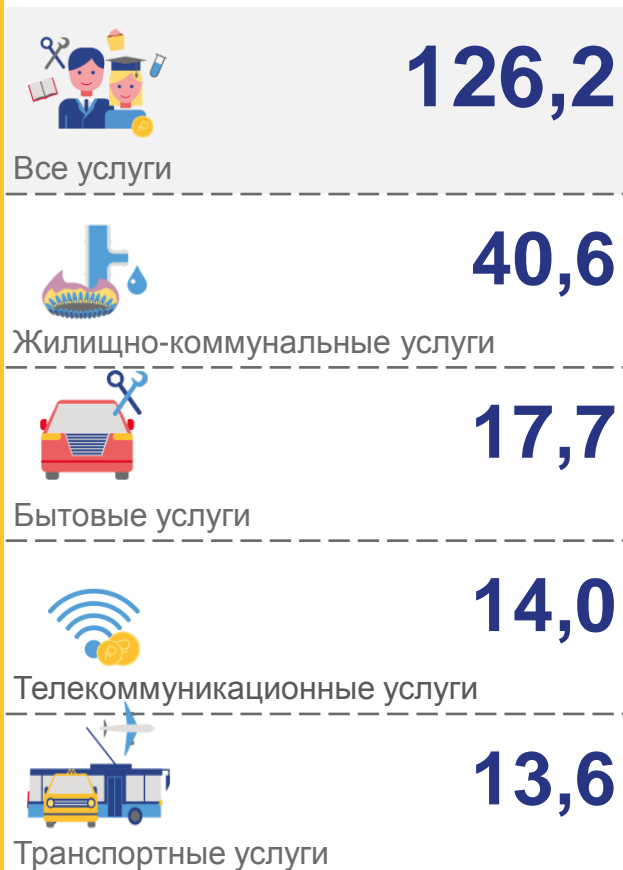 126,2
Все услуги
40,6
Жилищно-коммунальные услуги
17,7
Бытовые услуги
14,0
Телекоммуникационные услуги
13,6
Транспортные услуги